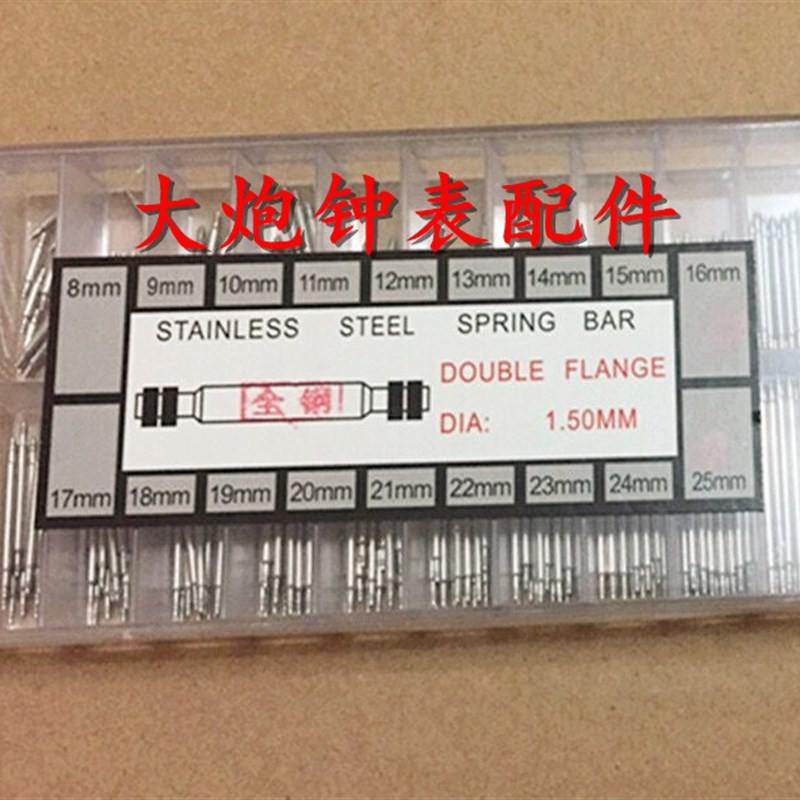 大炮钟表配件
8mm 9mm 10mm 11mm 12mm 13mm 14mm 15mm 16mm
STAINLESS STEEL SPRING BAR
DOUBLE FLANGE
全钢!
DIA: 1.50MM
17mm 18mm 19mm 20mm 21mm 22mm 23mm 24mm 25mm